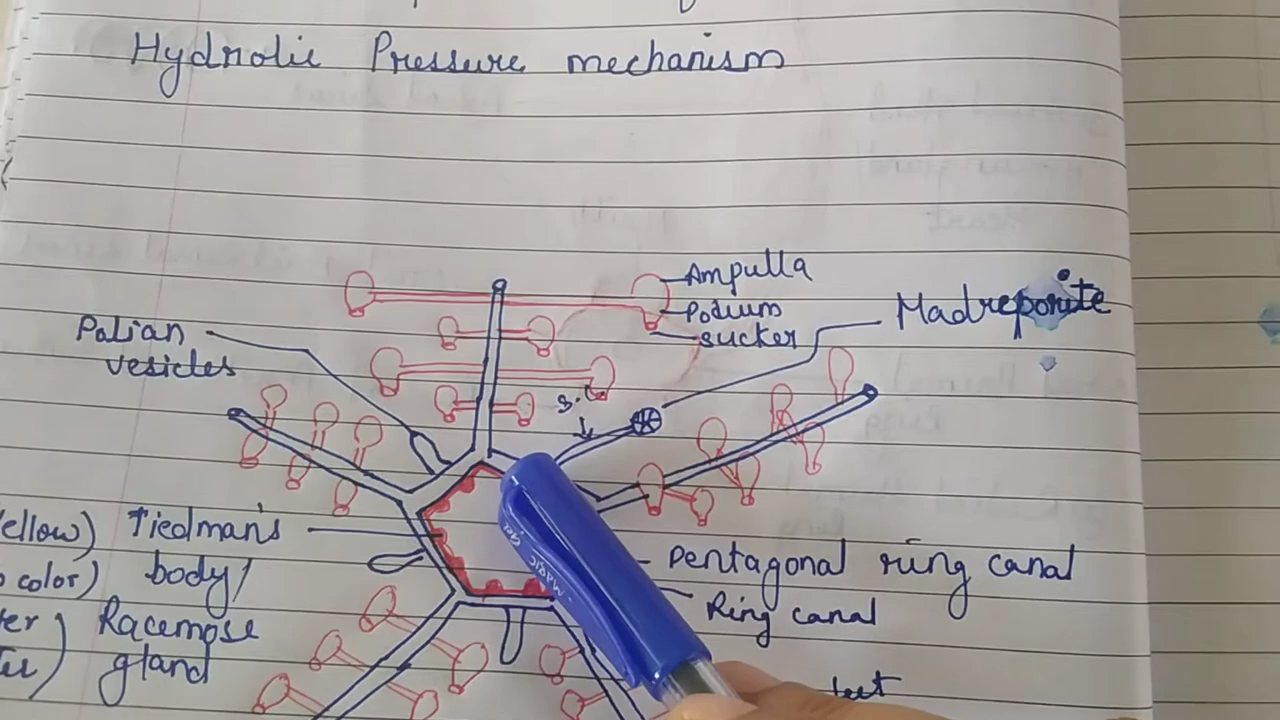 Hydrolic Pressure mechanism
Ampulla
Podium
sucker
Madreporite
Polian
vesicles
s.c
ellow) Tiedman's
color) body/
Racemose
gland
Pentagonal ring canal
Ring canal